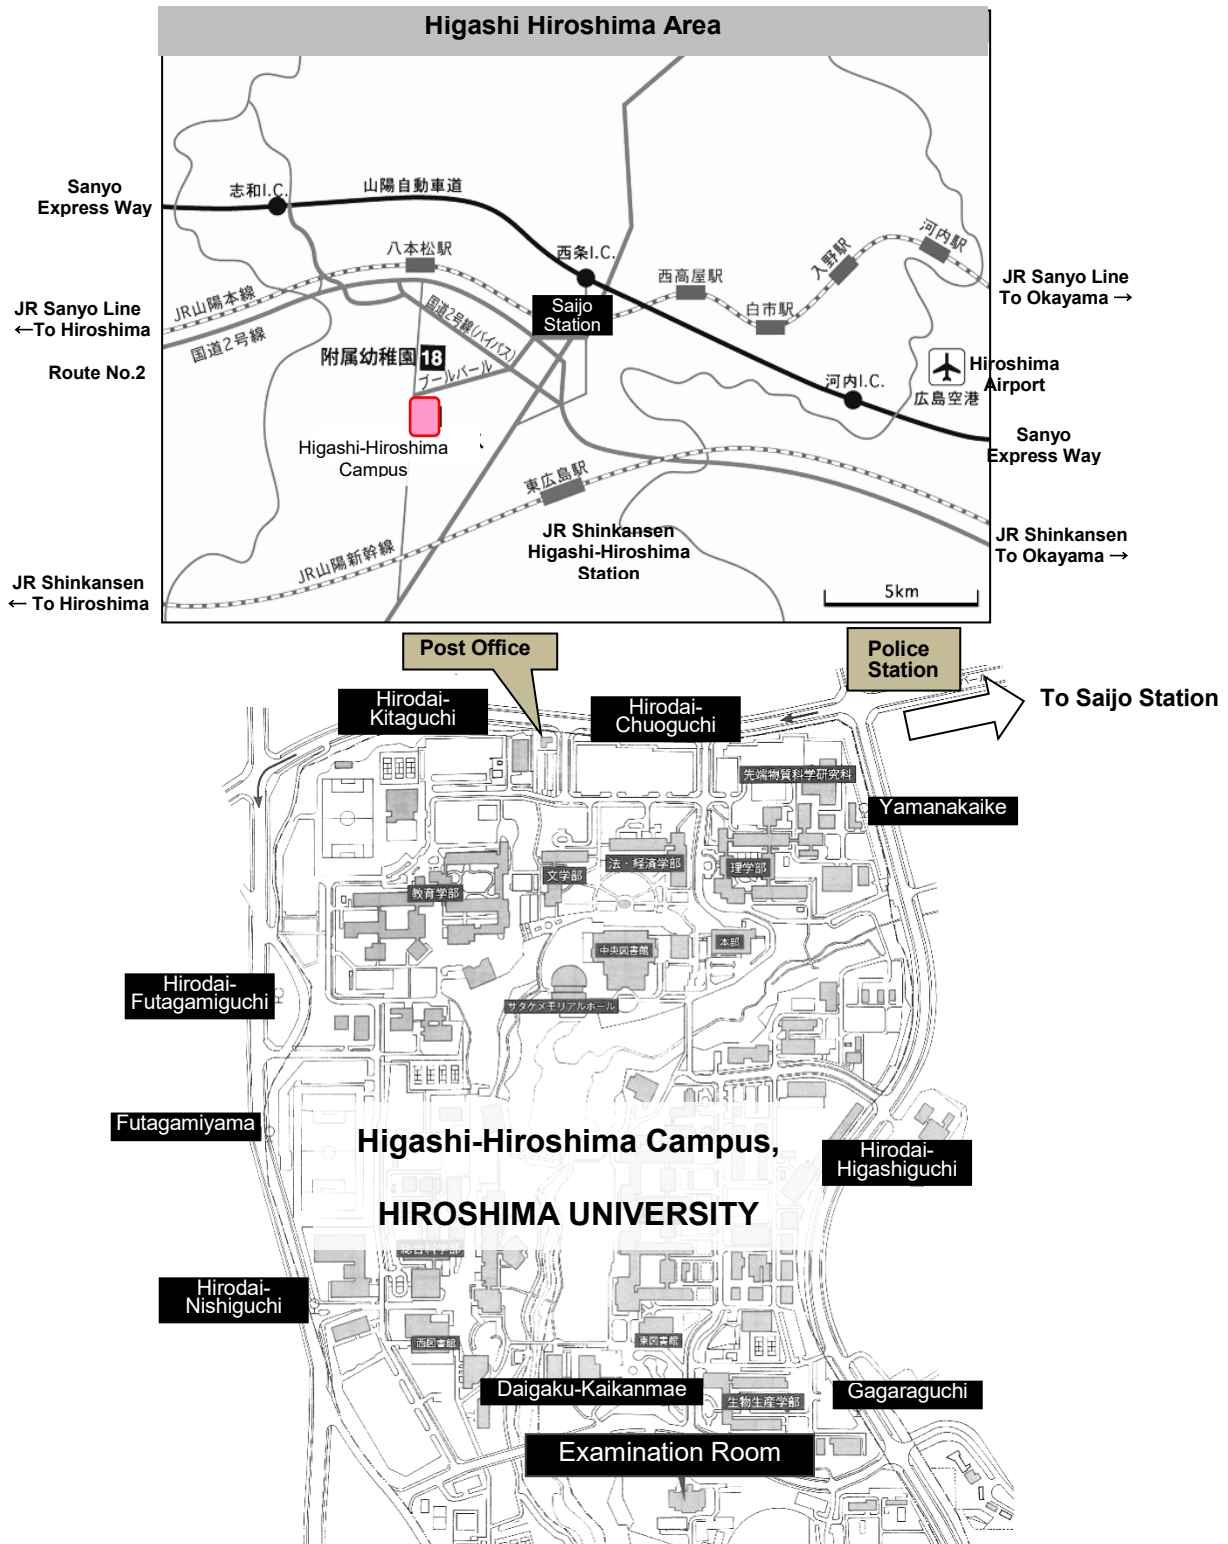 Higashi Hiroshima Area
Sanyo
Express Way
志和I.C.
山陽自動車道
八本松駅
西条I.C.
西高屋駅
入野駅
河内駅
白市駅
JR Sanyo Line
To Okayama →
JR Sanyo Line
←To Hiroshima
JR山陽本線
国道2号線
国道2号線(バイパス)
Saijo
Station
Route No.2
附属幼稚園 18
ブールバール
河内I.C.
Hiroshima
Airport
広島空港
Higashi-Hiroshima
Campus
Sanyo
Express Way
東広島駅
JR Shinkansen
Higashi-Hiroshima
Station
JR山陽新幹線
JR Shinkansen
To Okayama →
JR Shinkansen
← To Hiroshima
5km
Post Office
Police
Station
To Saijo Station
Hirodai-
Kitaguchi
Hirodai-
Chuoguchi
先端物質科学研究科
Yamanakaike
法・経済学部
文学部
理学部
教育学部
中央図書館
本部
Hirodai-
Futagamiguchi
サタケメモリアルホール
Futagamiyama
Higashi-Hiroshima Campus,
HIROSHIMA UNIVERSITY
Hirodai-
Higashiguchi
総合科学部
Hirodai-
Nishiguchi
西図書館
東図書館
Daigaku-Kaikanmae
生物生産学部
Gagaraguchi
Examination Room